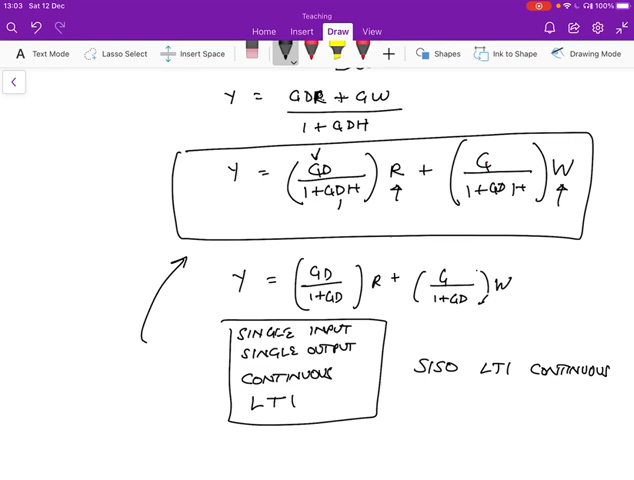 13:03 Sat 12 Dec
Teaching
100%
Home Insert Draw View
A Text Mode Lasso Select Insert Space Shapes Ink to Shape Drawing Mode
Y = GDR + GW
1 + GDH
Y = (GD / 1+GDH) R + (G / 1+GDH) W
Y = (GD / 1+GD) R + (G / 1+GD) W
SINGLE INPUT
SINGLE OUTPUT
CONTINUOUS
LTI
SISO LTI CONTINUOUS